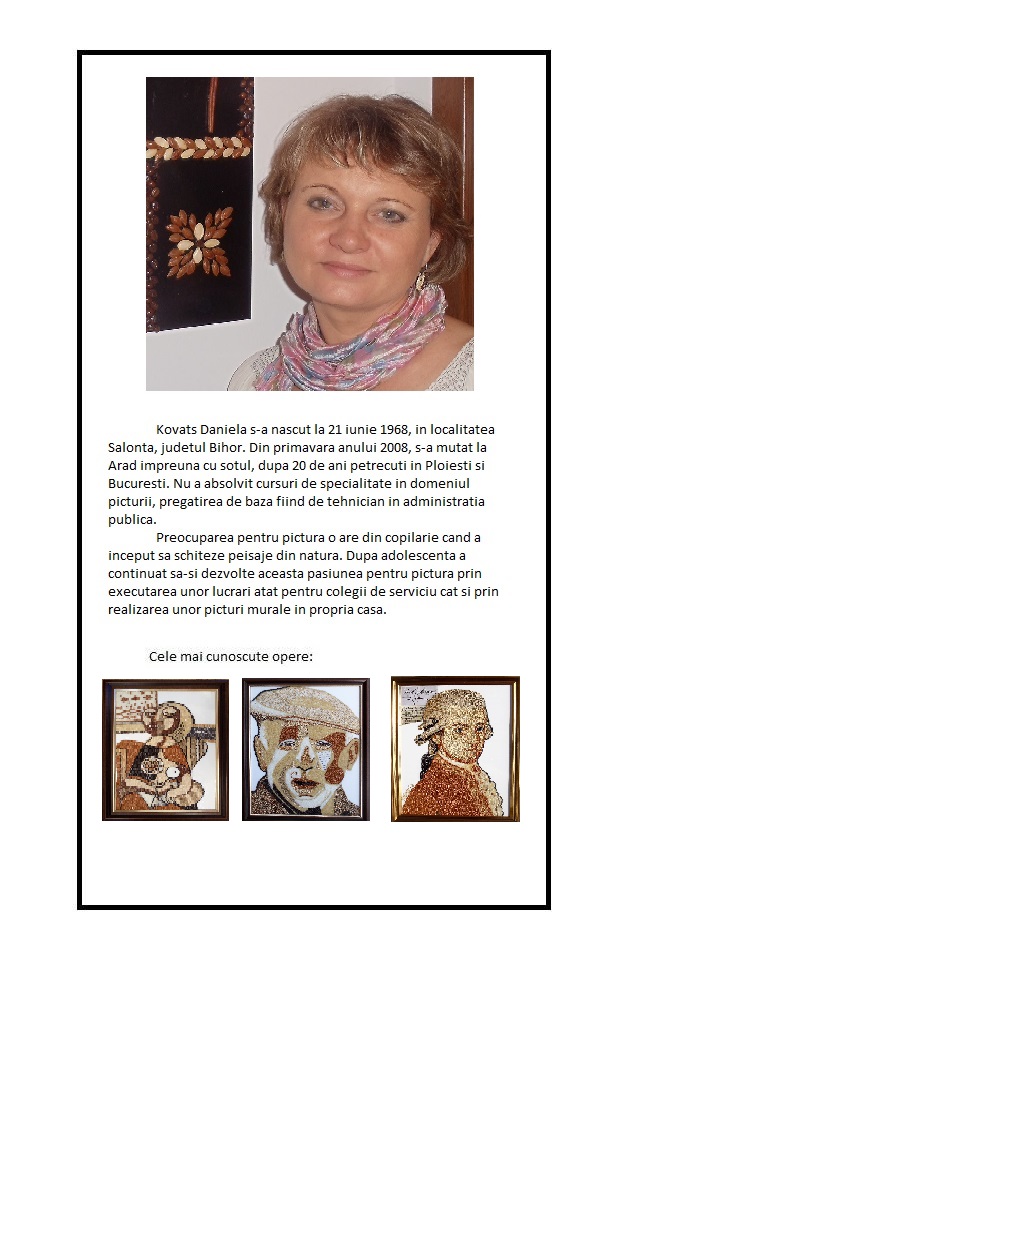 Kovats Daniela s-a nascut la 21 iunie 1968, in localitatea
Salonta, judetul Bihor. Din primavara anului 2008, s-a mutat la
Arad impreuna cu sotul, dupa 20 de ani petrecuti in Ploiesti si
Bucuresti. Nu a absolvit cursuri de specialitate in domeniul
picturii, pregatirea de baza fiind de tehnician in administratia
publica.
Preocuparea pentru pictura o are din copilarie cand a
inceput sa schiteze peisaje din natura. Dupa adolescenta a
continuat sa-si dezvolte aceasta pasiunea pentru pictura prin
executarea unor lucrari atat pentru colegii de serviciu cat si prin
realizarea unor picturi murale in propria casa.
Cele mai cunoscute opere: